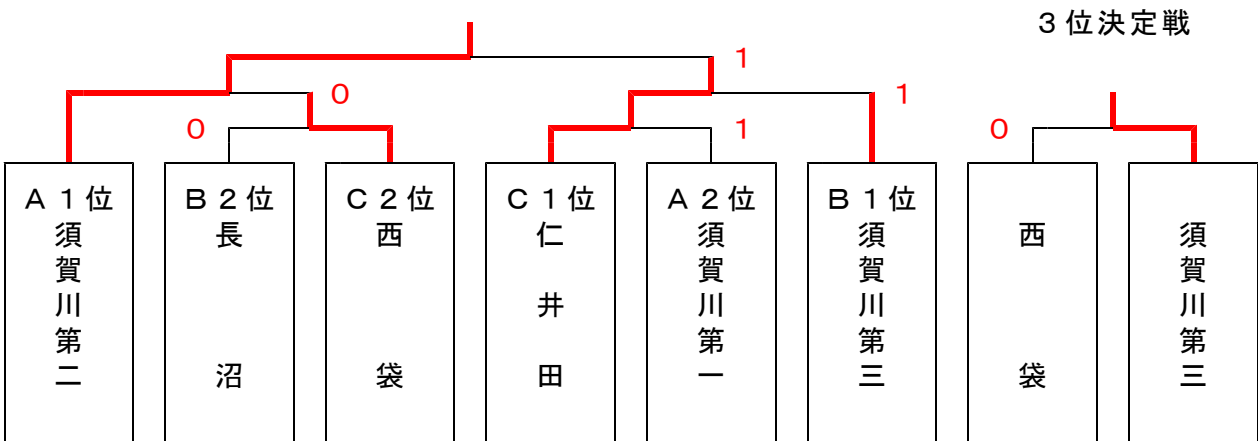 3位決定戦
1
0
1
0
1
0
A1位
須賀川第二
B2位
長沼
C2位
西袋
C1位
仁井田
A2位
須賀川第一
B1位
須賀川第三
西袋
須賀川第三